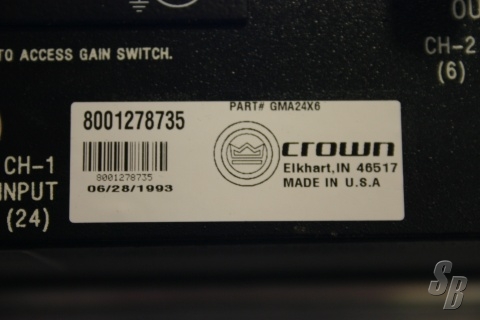 TO ACCESS GAIN SWITCH.
OU
CH-2
(6)
PART# GMA24X6
8001278735
crown
8001278735
Elkhart, IN 46517
06/28/1993
MADE IN U.S.A
CH-1
INPUT
(24)
SB